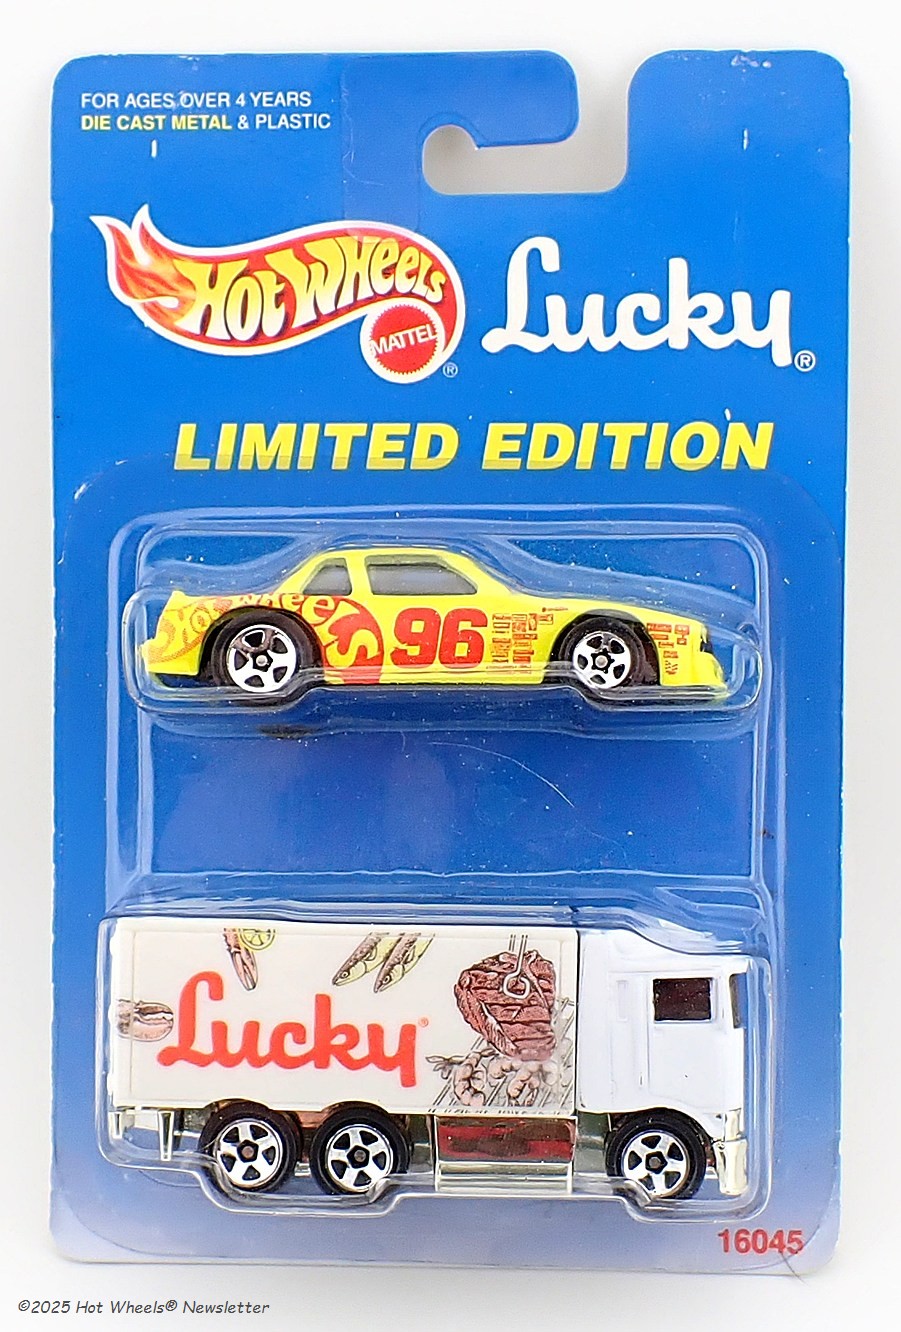 FOR AGES OVER 4 YEARS
DIE CAST METAL & PLASTIC
HOT WHEELS
MATTEL
®
Lucky®
LIMITED EDITION
HOT WHEELS
96
Lucky®
16045
©2025 Hot Wheels® Newsletter